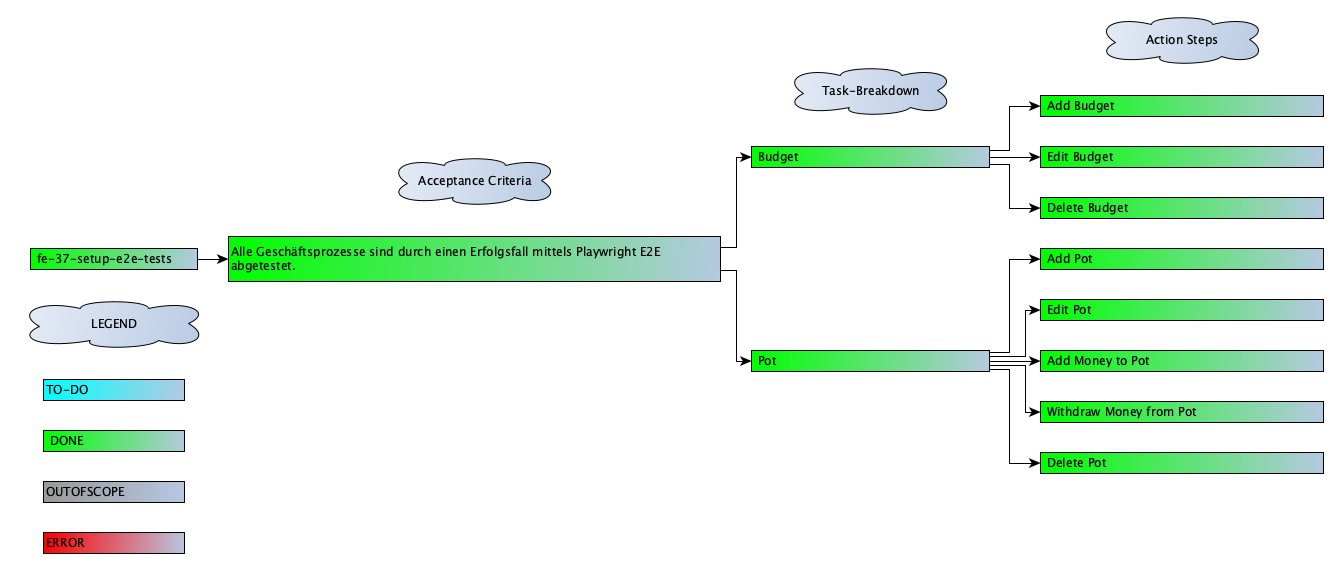 Action Steps
Task-Breakdown
Add Budget
Budget
Edit Budget
Acceptance Criteria
Delete Budget
fe-37-setup-e2e-tests
Alle Geschäftsprozesse sind durch einen Erfolgsfall mittels Playwright E2E
abgetestet.
Add Pot
Edit Pot
LEGEND
Pot
Add Money to Pot
TO-DO
Withdraw Money from Pot
DONE
Delete Pot
OUTOFSCOPE
ERROR